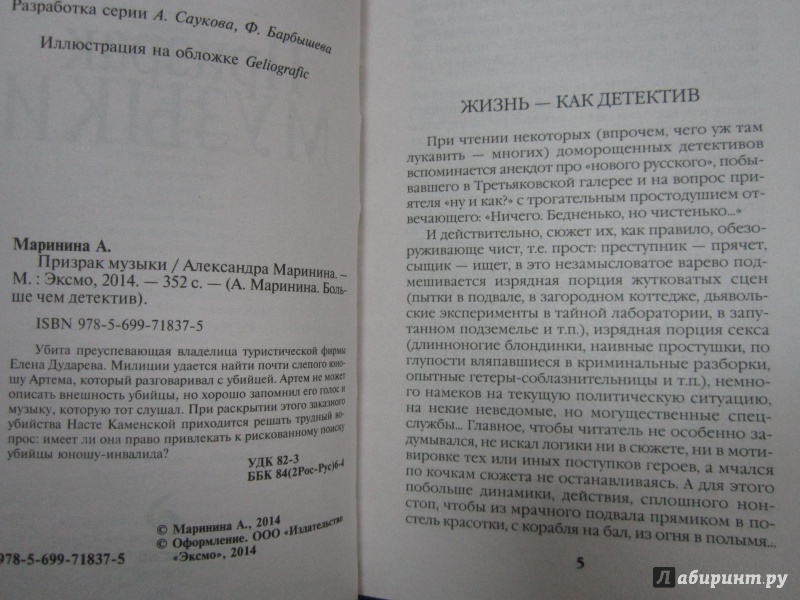 Разработка серии А. Саукова, Ф. Барбышева
Иллюстрация на обложке Geliografic
МУЗЫКИ
Маринина А.
Призрак музыки / Александра Маринина. –
М. : Эксмо, 2014. — 352 с. — (А. Маринина. Боль-
ше чем детектив).
ISBN 978-5-699-71837-5
Убита преуспевающая владелица туристической фирмы
Елена Дударева. Милиции удается найти почти слепого юно-
шу Артема, который разговаривал с убийцей. Артем не может
описать внешность убийцы, но хорошо запомнил его голос и
музыку, которую тот слушал. При раскрытии этого заказного
убийства Насте Каменской приходится решать трудный во-
прос: имеет ли она право привлекать к рискованному поиску
убийцы юношу-инвалида?
УДК 82-3
ББК 84(2Рос-Рус)6-4
© Маринина А., 2014
© Оформление. ООО «Издательство
«Эксмо», 2014
978-5-699-71837-5
ЖИЗНЬ — КАК ДЕТЕКТИВ
При чтении некоторых (впрочем, чего уж там
лукавить — многих) доморощенных детективов
вспоминается анекдот про «нового русского», побы-
вавшего в Третьяковской галерее и на вопрос при-
ятеля «ну и как?» с трогательным простодушием от-
вечающего: «Ничего. Бедненько, но чистенько...»
И действительно, сюжет их, как правило, обезо-
руживающе чист, т.е. прост: преступник — прячет,
сыщик — ищет, в это незамысловатое варево под-
мешивается изрядная порция жутковатых сцен
(пытки в подвале, в загородном коттедже, дьяволь-
ские эксперименты в тайной лаборатории, в запу-
танном подземелье и т.п.), изрядная порция секса
(длинноногие блондинки, наивные простушки, по
глупости вляпавшиеся в криминальные разборки,
опытные гетеры-соблазнительницы и т.п.), немно-
го намеков на текущую политическую ситуацию,
на некие неведомые, но могущественные спец-
службы... Главное, чтобы читатель не особенно за-
думывался, не искал логики ни в сюжете, ни в моти-
вировке тех или иных поступков героев, а мчался
по кочкам сюжета не останавливаясь. А для этого
побольше динамики, действия, сплошного нон-
стоп, чтобы из мрачного подвала прямиком в по-
стель красотки, с корабля на бал, из огня в полымя...
5
Лабиринт.ру